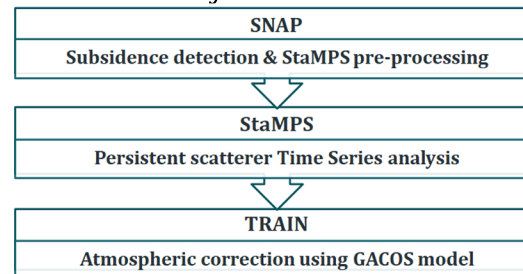 SNAP
Subsidence detection & StaMPS pre-processing
StaMPS
Persistent scatterer Time Series analysis
TRAIN
Atmospheric correction using GACOS model